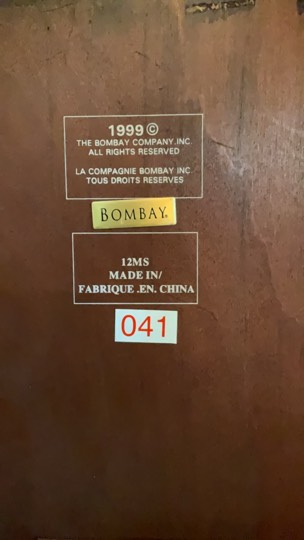 1999 ©
THE BOMBAY COMPANY.INC.
ALL RIGHTS RESERVED
LA COMPAGNIE BOMBAY INC
TOUS DROITS RESERVES
BOMBAY®
12MS
MADE IN/
FABRIQUE .EN. CHINA
041